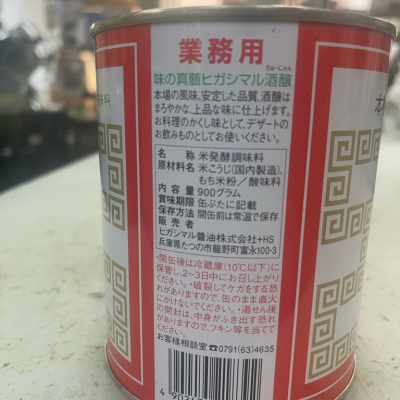 業務用
ちゅーにゃん
味の真髄ヒガシマル酒醸
本場の風味、安定した品質。酒醸は
まろやかな、上品な味に仕上げます。
お料理のかくし味として、デザートの
お飲みものとしてお使いください。
名 称 米発酵調味料
原材料名 米こうじ(国内製造)、
もち米粉/酸味料
内 容 量 900グラム
賞味期限 缶ぶたに記載
保存方法 開缶前は常温で保存
販 売 者
ヒガシマル醤油株式会社+HS
兵庫県たつの市龍野町富永100-3
・開缶後は冷蔵庫(10℃以下)に
保管し、2~3日中にお召し上がりく
ださい。・破裂してケガをする恐
れがありますので、缶のまま直火
にかけないでください。・湯せん後
の開封は、中身がふき出す恐れ
がありますので、フキン等を当てて
ください。
お客様相談室☎0791(63)4635
味料
本